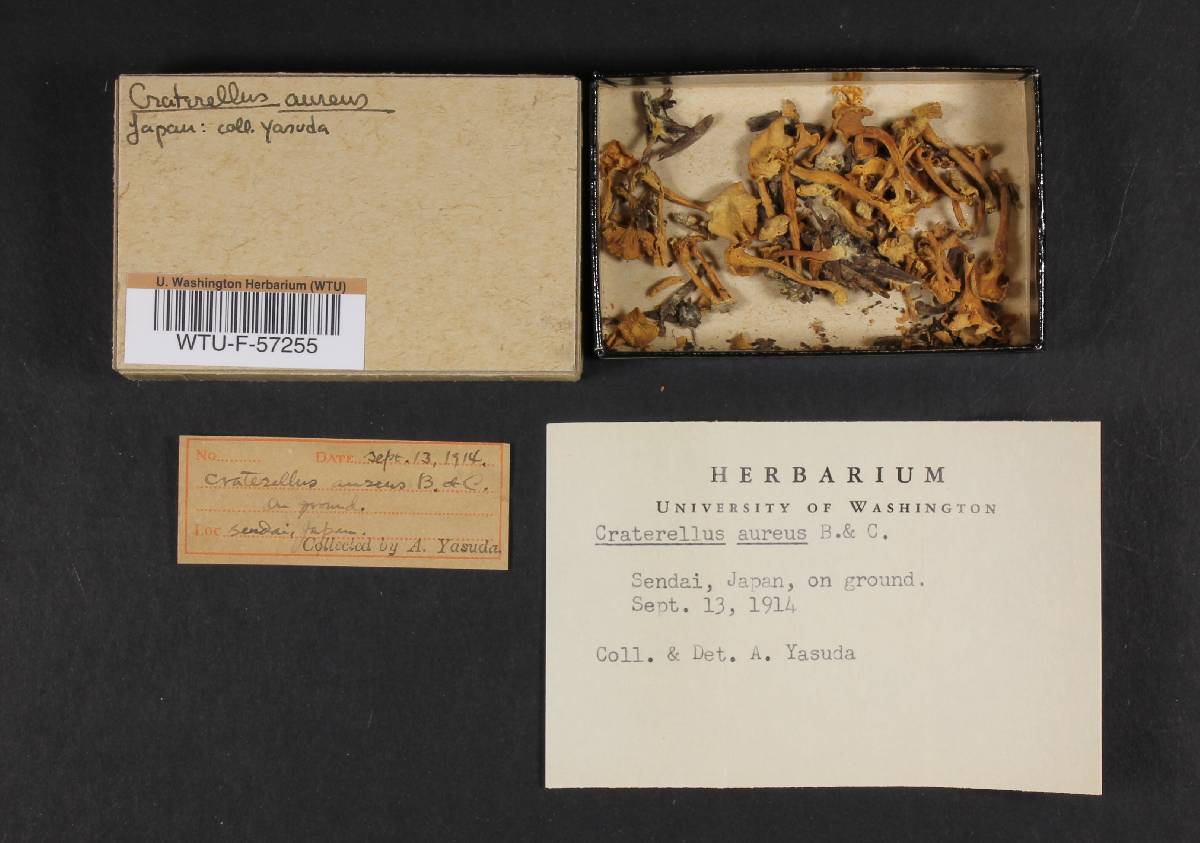 Craterellus aureus
Japan: coll. Yasuda
U. Washington Herbarium (WTU)
WTU-F-57255
No......... DATE Sept. 13, 1914.
Craterellus aureus B. & C.
On ground.
Loc. Sendai, Japan.
Collected by A. Yasuda.
HERBARIUM
UNIVERSITY OF WASHINGTON
Craterellus aureus B.& C.
Sendai, Japan, on ground.
Sept. 13, 1914
Coll. & Det. A. Yasuda